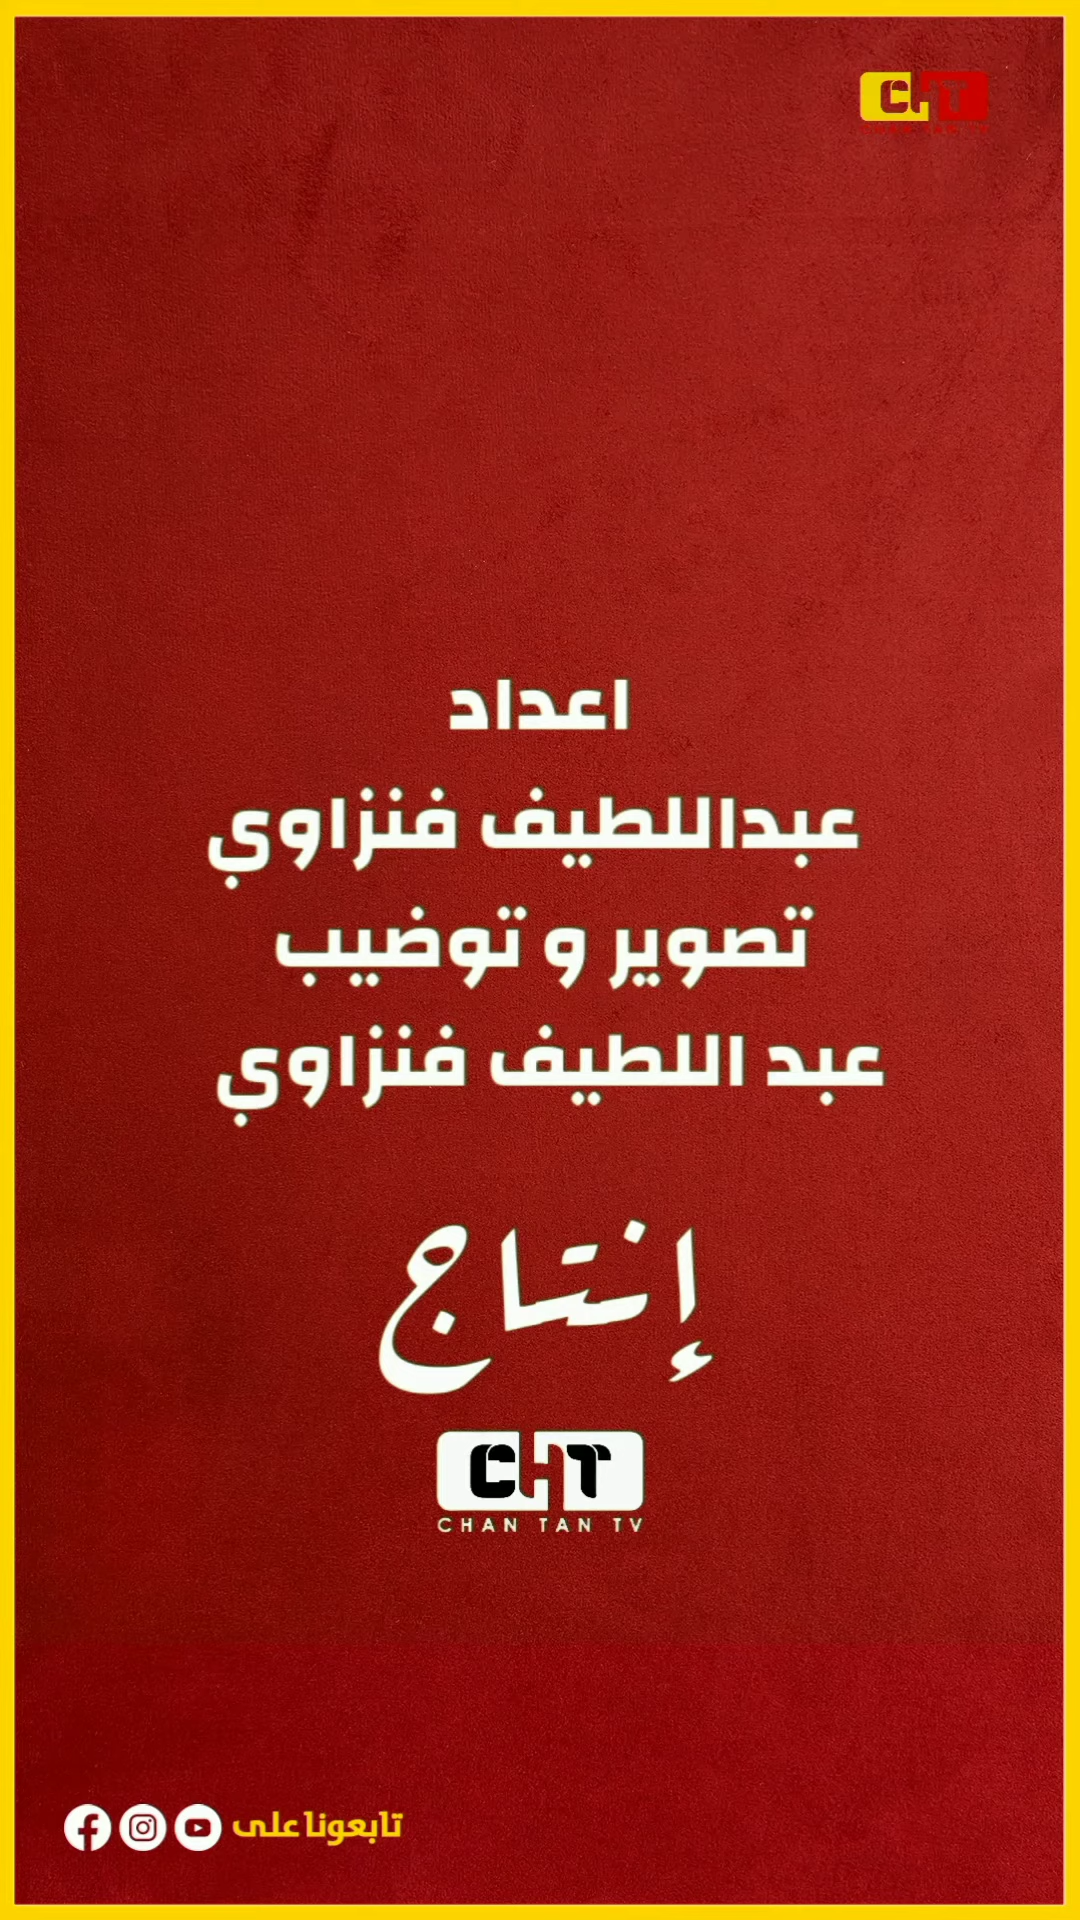 CHT
اعداد
عبداللطيف فنزاوي
تصوير و توضيب
عبد اللطيف فنزاوي
إنتاج
CHT
CHAN TAN TV
تابعونا على